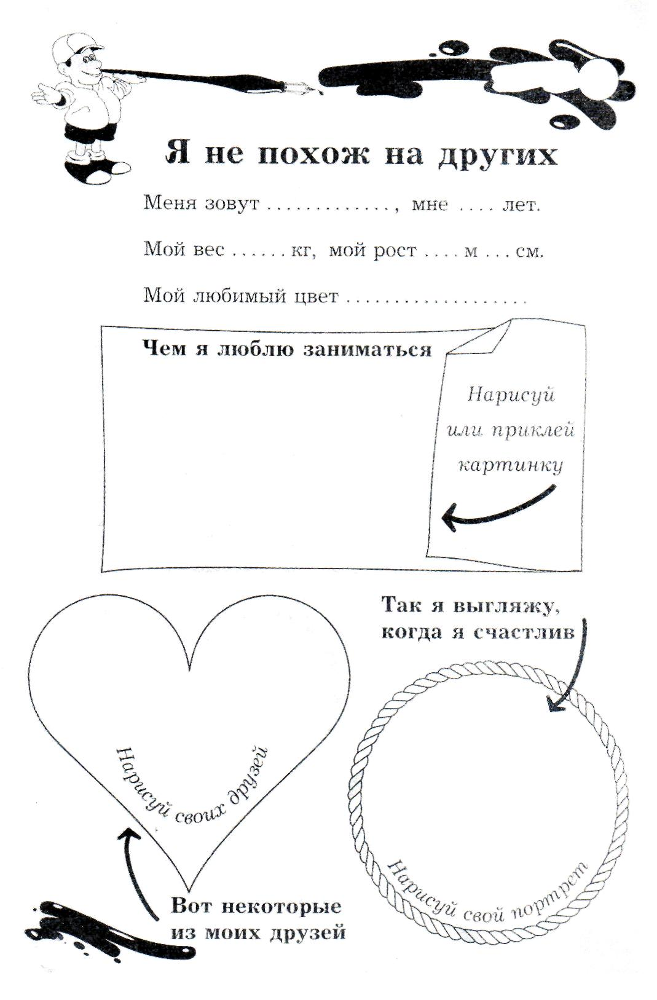 Я не похож на других
Меня зовут ............., мне .... лет.
Мой вес ...... кг, мой рост .... м ... см.
Мой любимый цвет ...................
Чем я люблю заниматься
Нарисуй
или приклей
картинку
Так я выгляжу,
когда я счастлив
Нарисуй своих друзей
Нарисуй свой портрет
Вот некоторые
из моих друзей